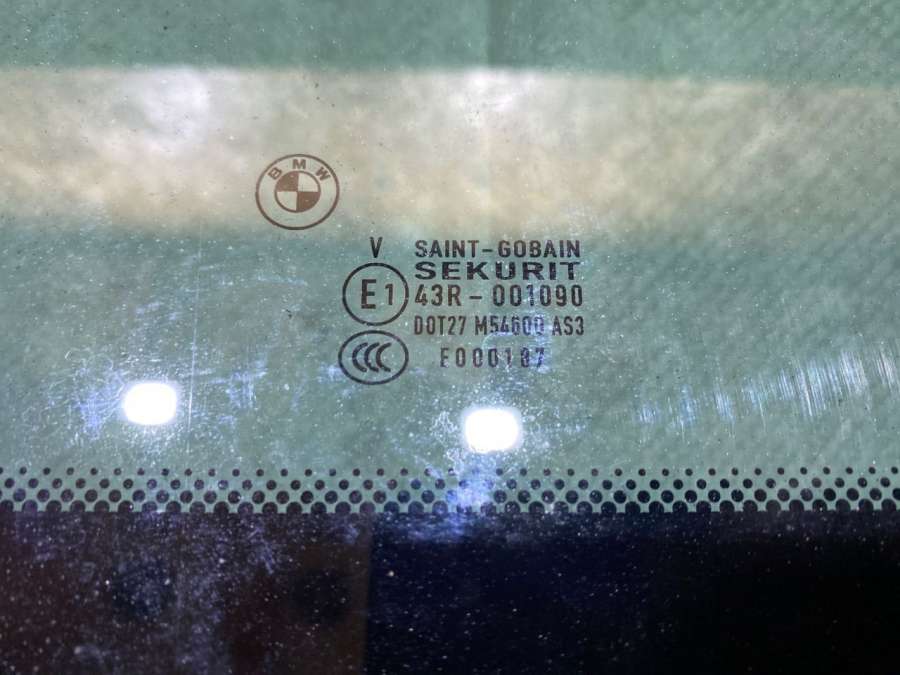 BMW
V SAINT-GOBAIN
SEKURIT
E1 43R-001090
DOT27 M54600 AS3
CCC E000187